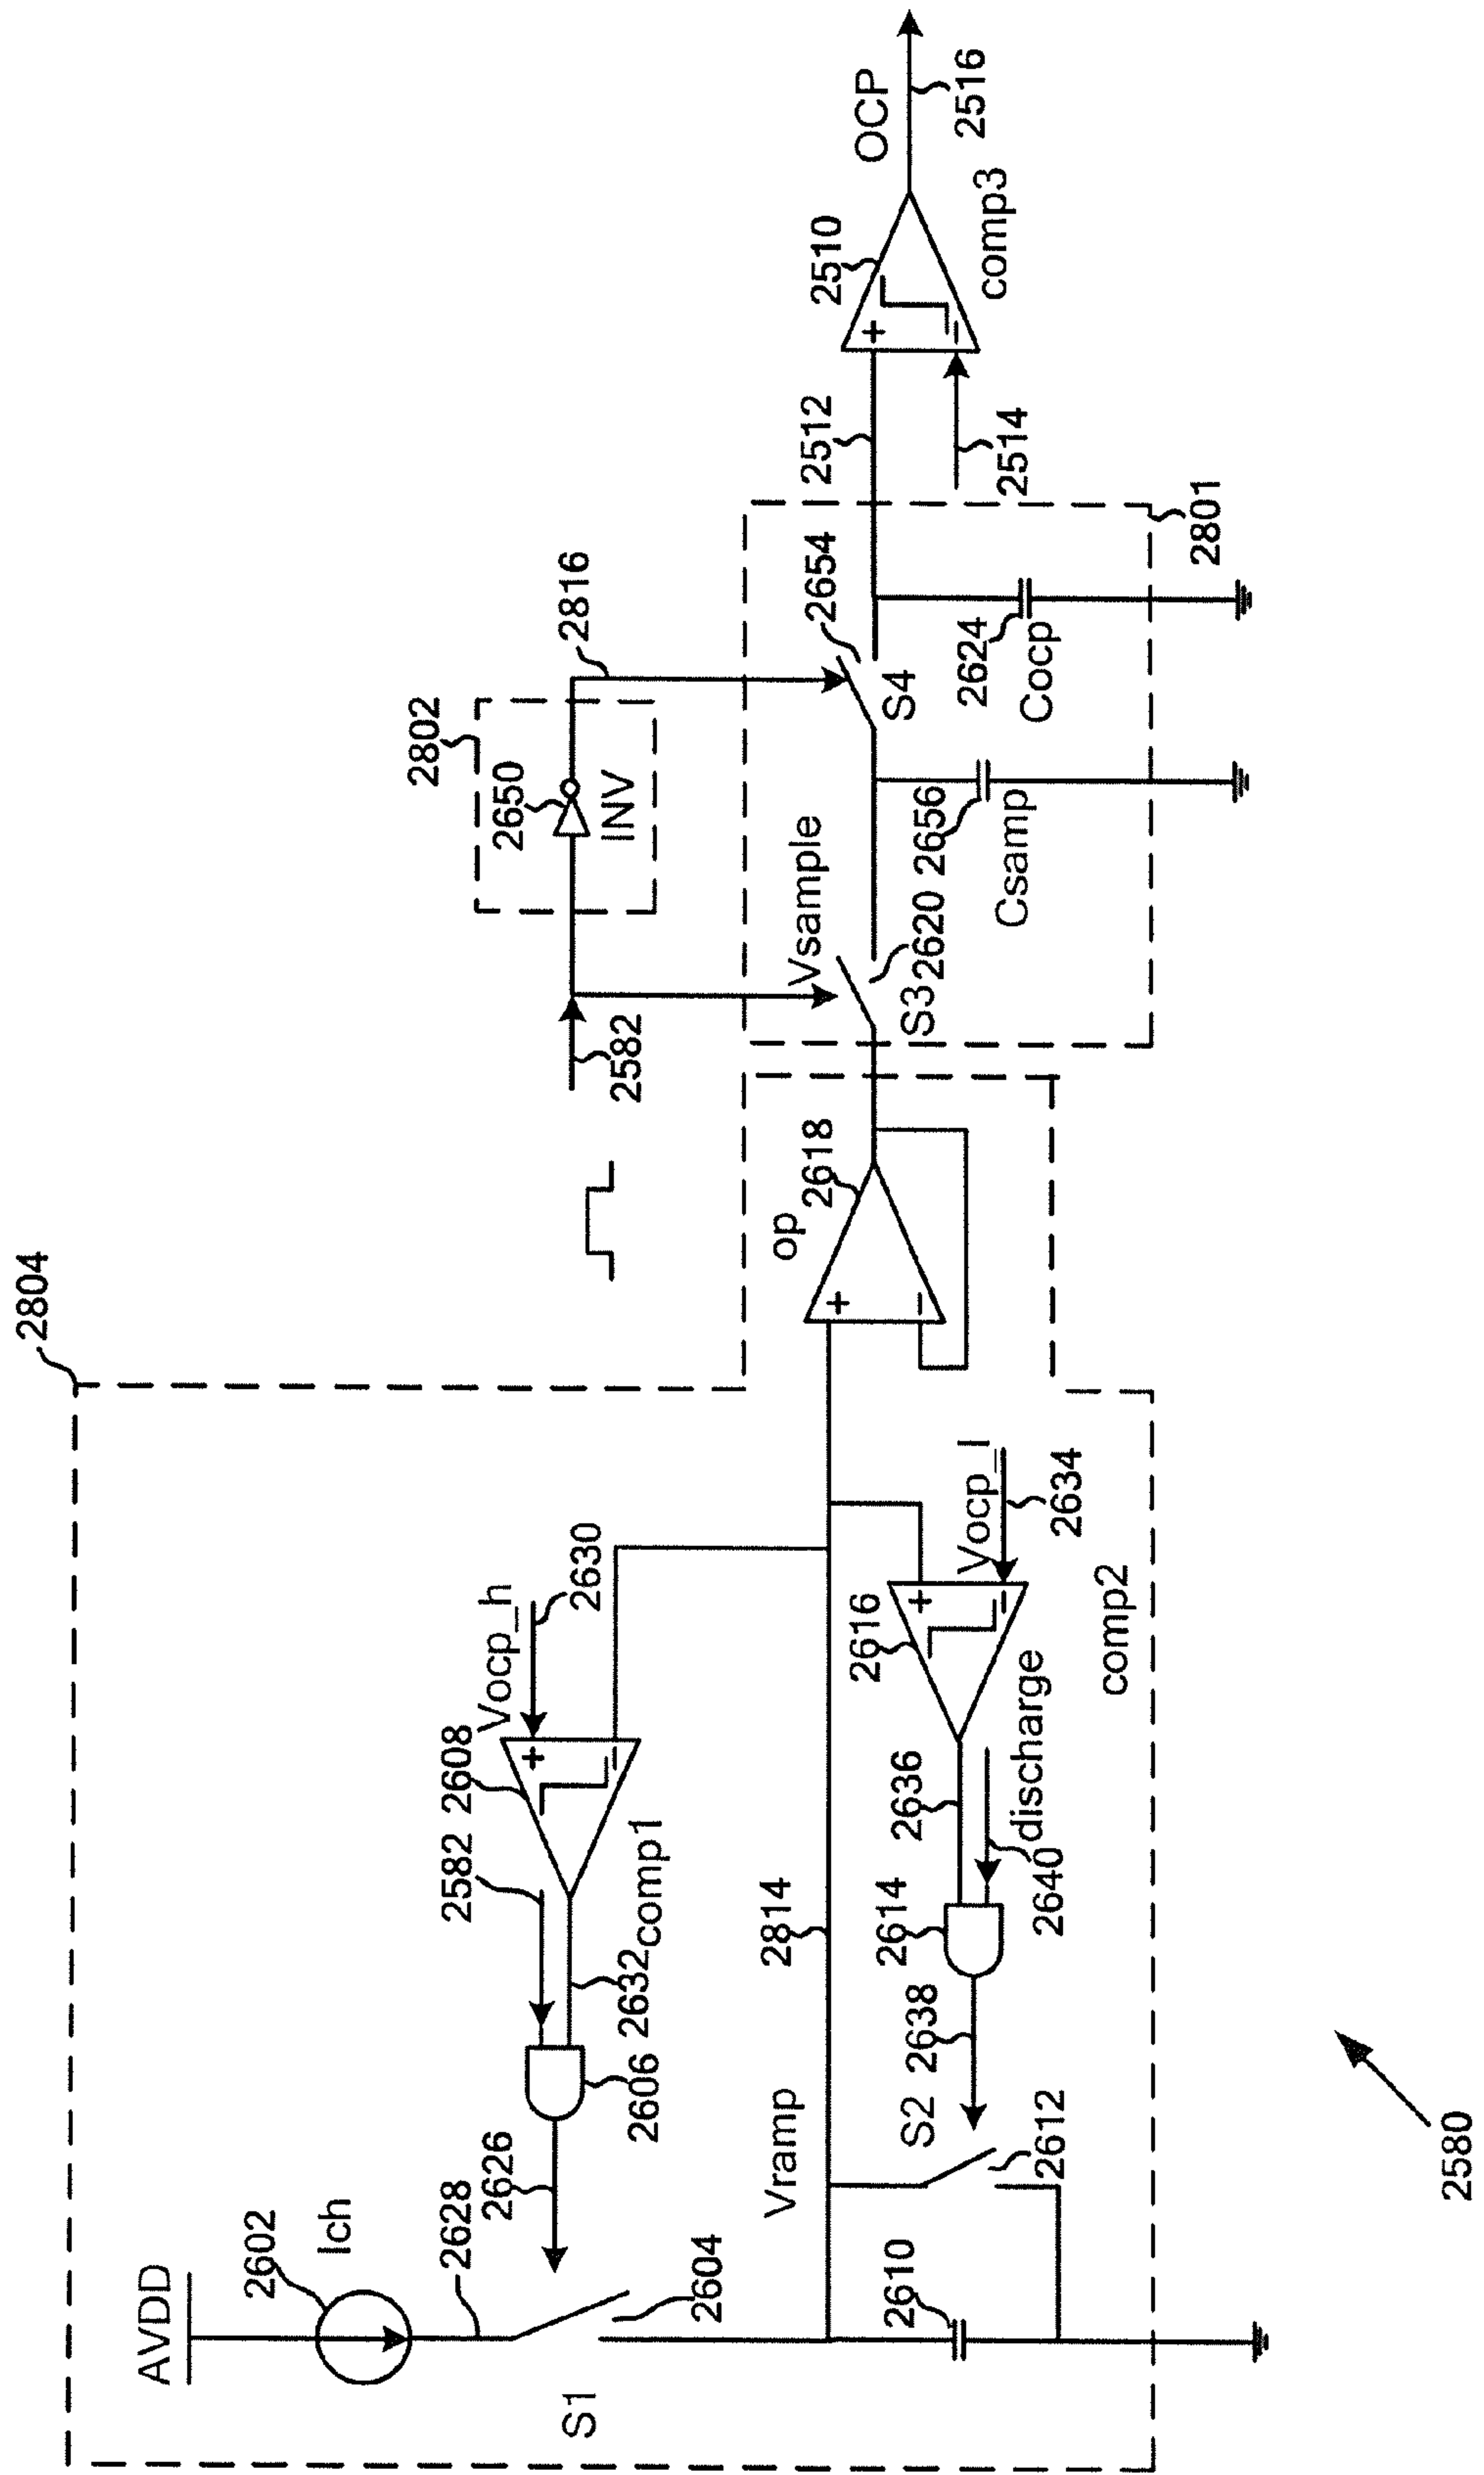 2804
AVDD
2602
Ich
2628
2626
S1
2604
2606
2632
comp1
2582
2608
Vocp_h
2630
Vramp
2814
2610
S2
2612
2638
2614
2636
2640
discharge
2616
Vocp_l
2634
comp2
op
2618
2582
2802
2650
INV
2816
Vsample
S3
2620
2656
Csamp
S4
2654
2624
Cocp
2801
2512
2514
2510
comp3
OCP
2516
2580
+
−
+
−
+
−
+
−